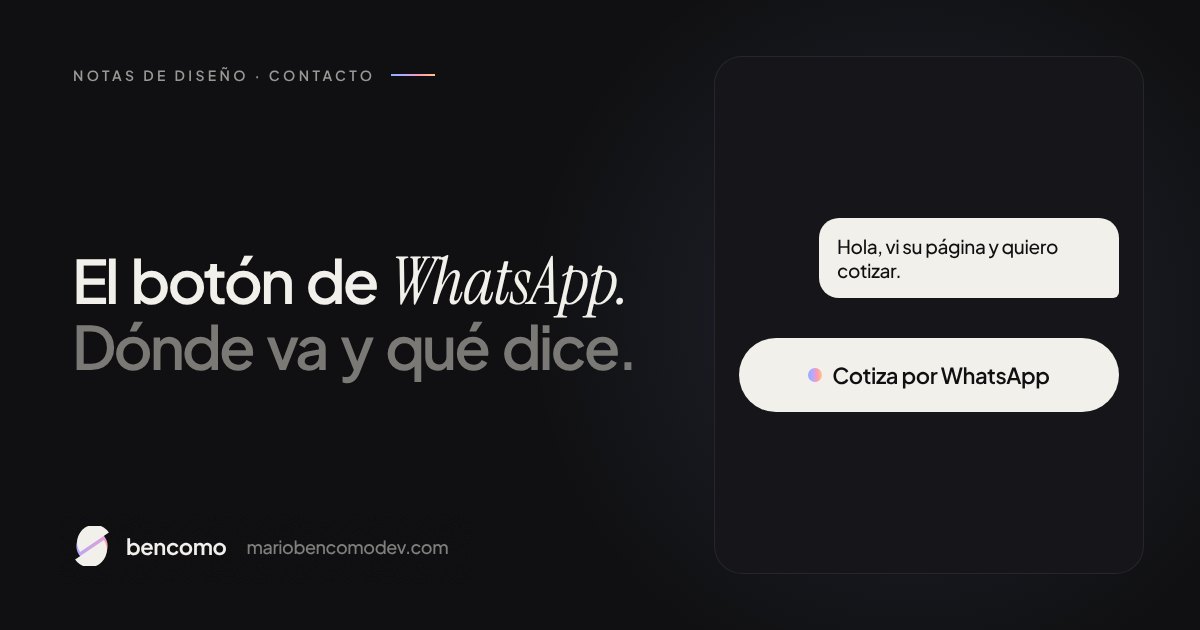 NOTAS DE DISEÑO · CONTACTO
El botón de WhatsApp.
Dónde va y qué dice.
Hola, vi su página y quiero
cotizar.
Cotiza por WhatsApp
bencomo mariobencomodev.com